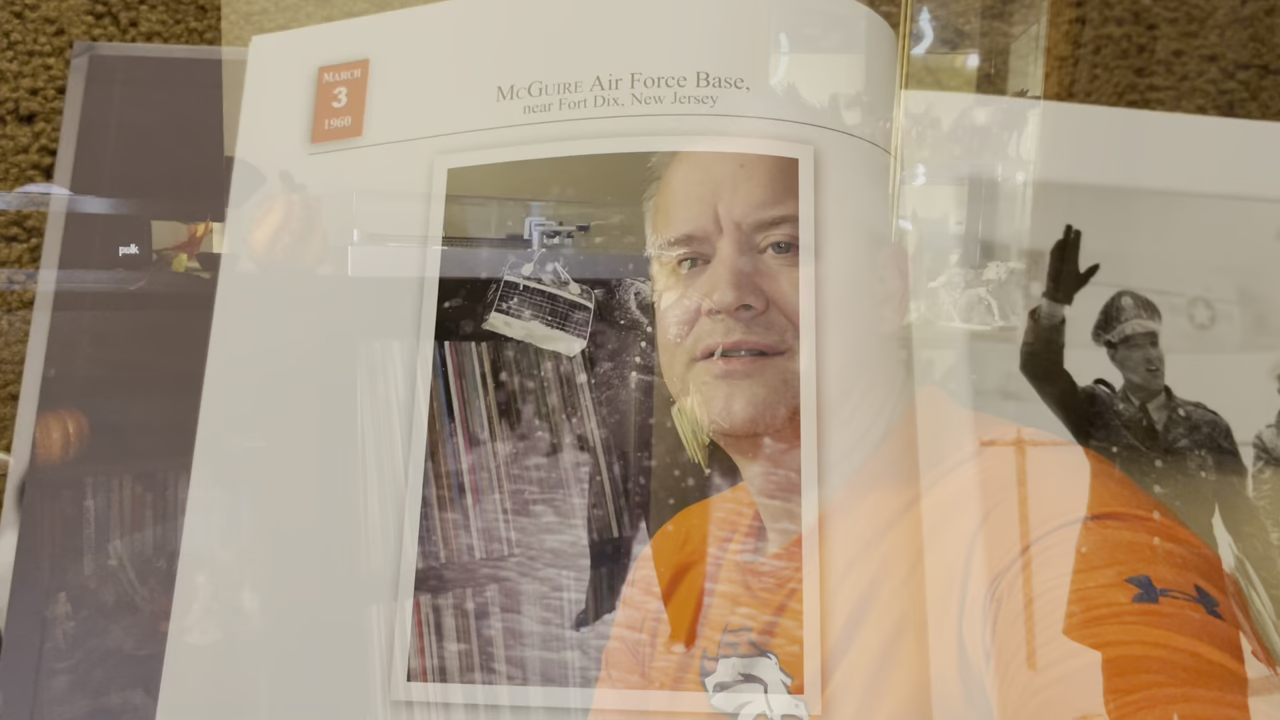 MARCH
3
1960
McGUIRE Air Force Base,
near Fort Dix, New Jersey
polk